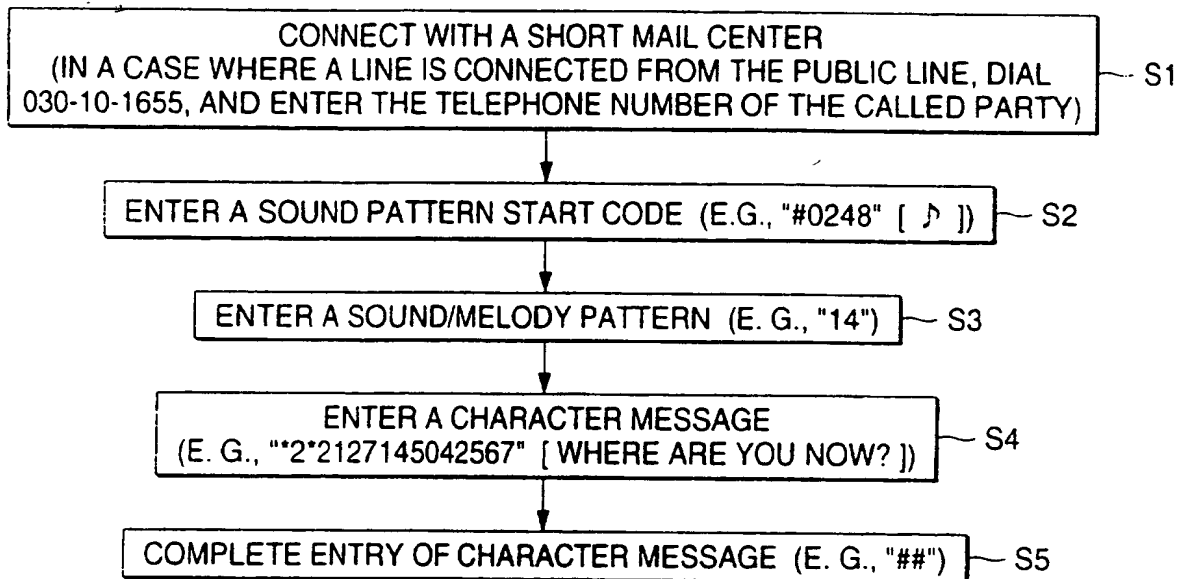 CONNECT WITH A SHORT MAIL CENTER
(IN A CASE WHERE A LINE IS CONNECTED FROM THE PUBLIC LINE, DIAL
030-10-1655, AND ENTER THE TELEPHONE NUMBER OF THE CALLED PARTY)
S1
ENTER A SOUND PATTERN START CODE (E.G., "#0248" [ ♪ ])
S2
ENTER A SOUND/MELODY PATTERN (E. G., "14")
S3
ENTER A CHARACTER MESSAGE
(E. G., "*2*2127145042567" [ WHERE ARE YOU NOW? ])
S4
COMPLETE ENTRY OF CHARACTER MESSAGE (E. G., "##")
S5